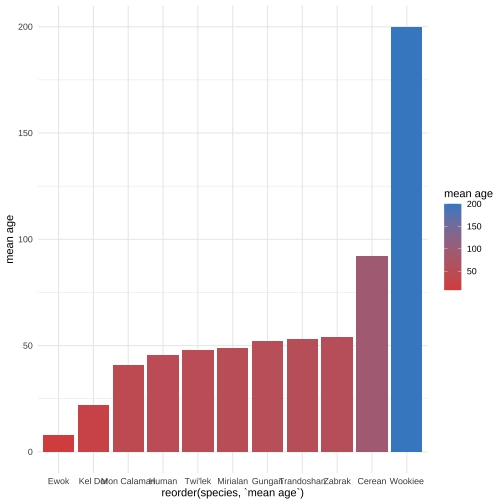 200
150
100
50
0
mean age
Ewok Kel Dor Mon Calamari Human Twi'lek Mirialan Gungan Trandoshan Zabrak Cerean Wookiee
reorder(species, `mean age`)
mean age
200
150
100
50